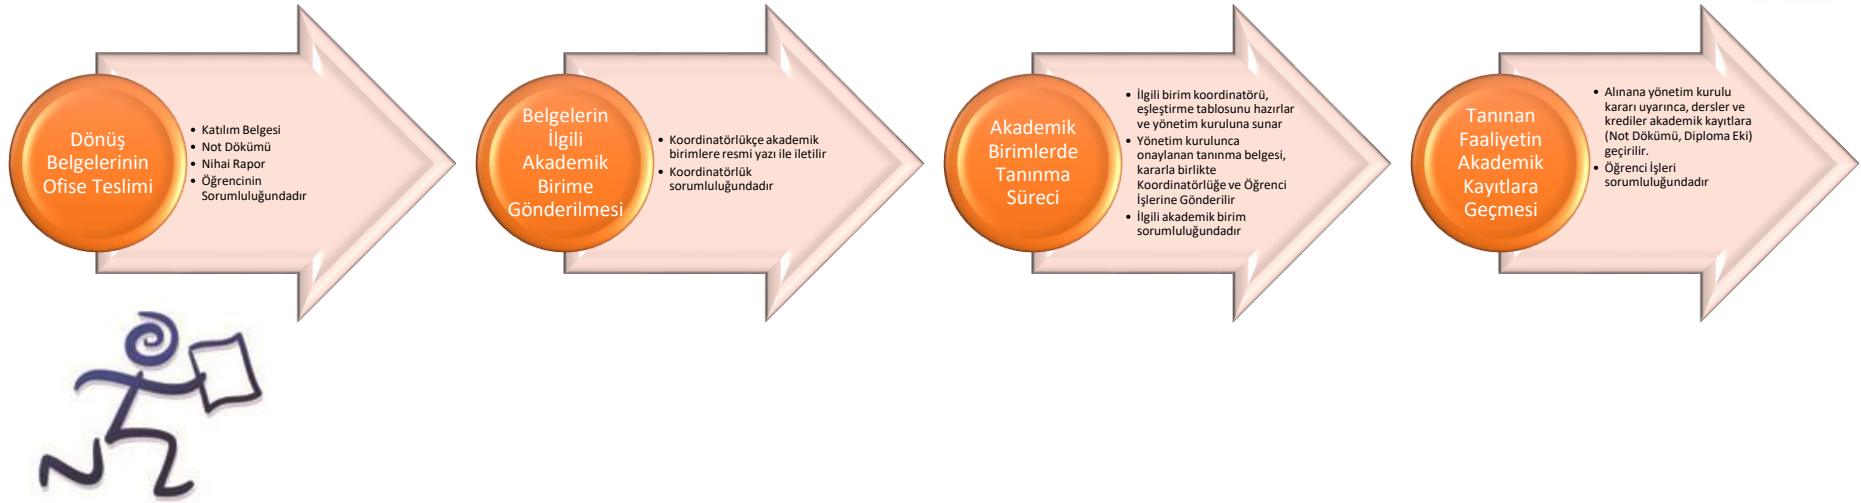 Dönüş
Belgelerinin
Ofise Teslimi
• Katılım Belgesi
• Not Dökümü
• Nihai Rapor
• Öğrencinin
Sorumluluğundadır
Belgelerin
İlgili
Akademik
Birime
Gönderilmesi
• Koordinatörlükçe akademik
birimlere resmi yazı ile iletilir
• Koordinatörlük
sorumluluğundadır
Akademik
Birimlerde
Tanınma
Süreci
• İlgili birim koordinatörü,
eşleştirme tablosunu hazırlar
ve yönetim kuruluna sunar
• Yönetim kurulunca
onaylanan tanınma belgesi,
kararla birlikte
Koordinatörlüğe ve Öğrenci
İşlerine Gönderilir
• İlgili akademik birim
sorumluluğundadır
Tanınan
Faaliyetin
Akademik
Kayıtlara
Geçmesi
• Alınana yönetim kurulu
kararı uyarınca, dersler ve
krediler akademik kayıtlara
(Not Dökümü, Diploma Eki)
geçirilir.
• Öğrenci İşleri
sorumluluğundadır